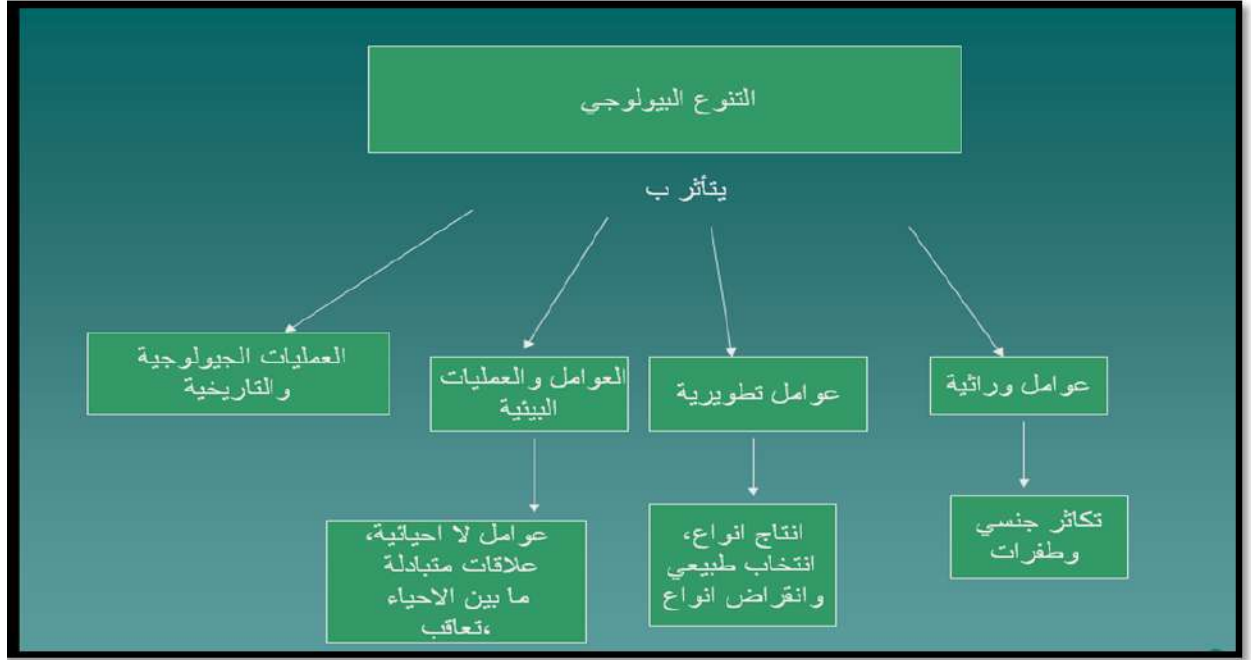 التنوع البيولوجي
يتأثر ب
عوامل وراثية
عوامل تطويرية
العوامل والعمليات
البيئية
العمليات الجيولوجية
والتاريخية
تكاثر جنسي
وطفرات
انتاج انواع،
انتخاب طبيعي
وانقراض انواع
عوامل لا احيائية،
علاقات متبادلة
ما بين الاحياء
،تعاقب